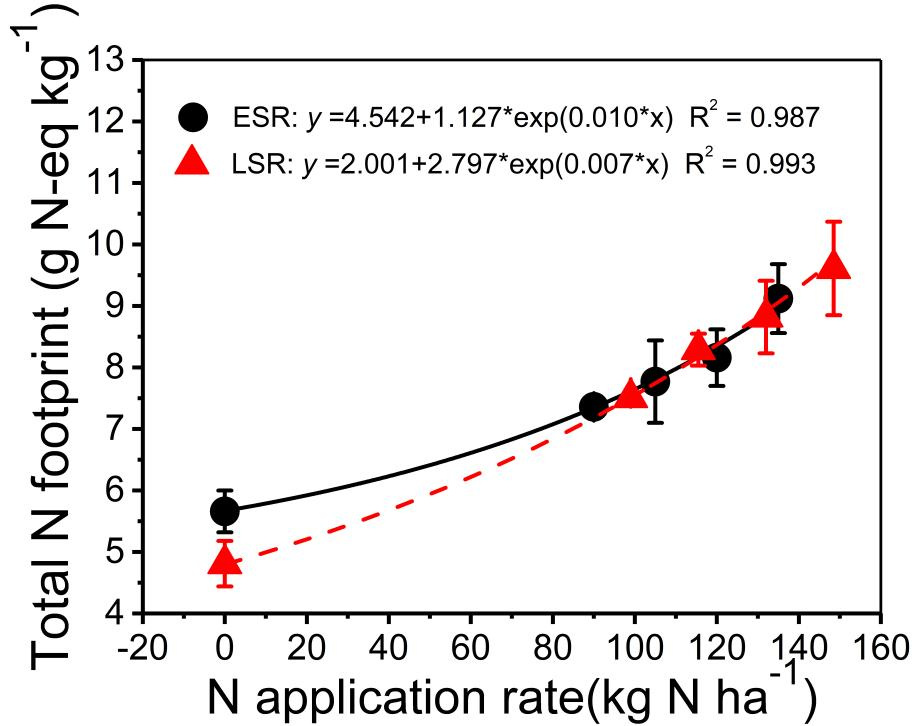 Total N footprint (g N-eq kg⁻¹)
13
12
11
10
9
8
7
6
5
4
ESR: y =4.542+1.127*exp(0.010*x) R² = 0.987
LSR: y =2.001+2.797*exp(0.007*x) R² = 0.993
-20 0 20 40 60 80 100 120 140 160
N application rate(kg N ha⁻¹)